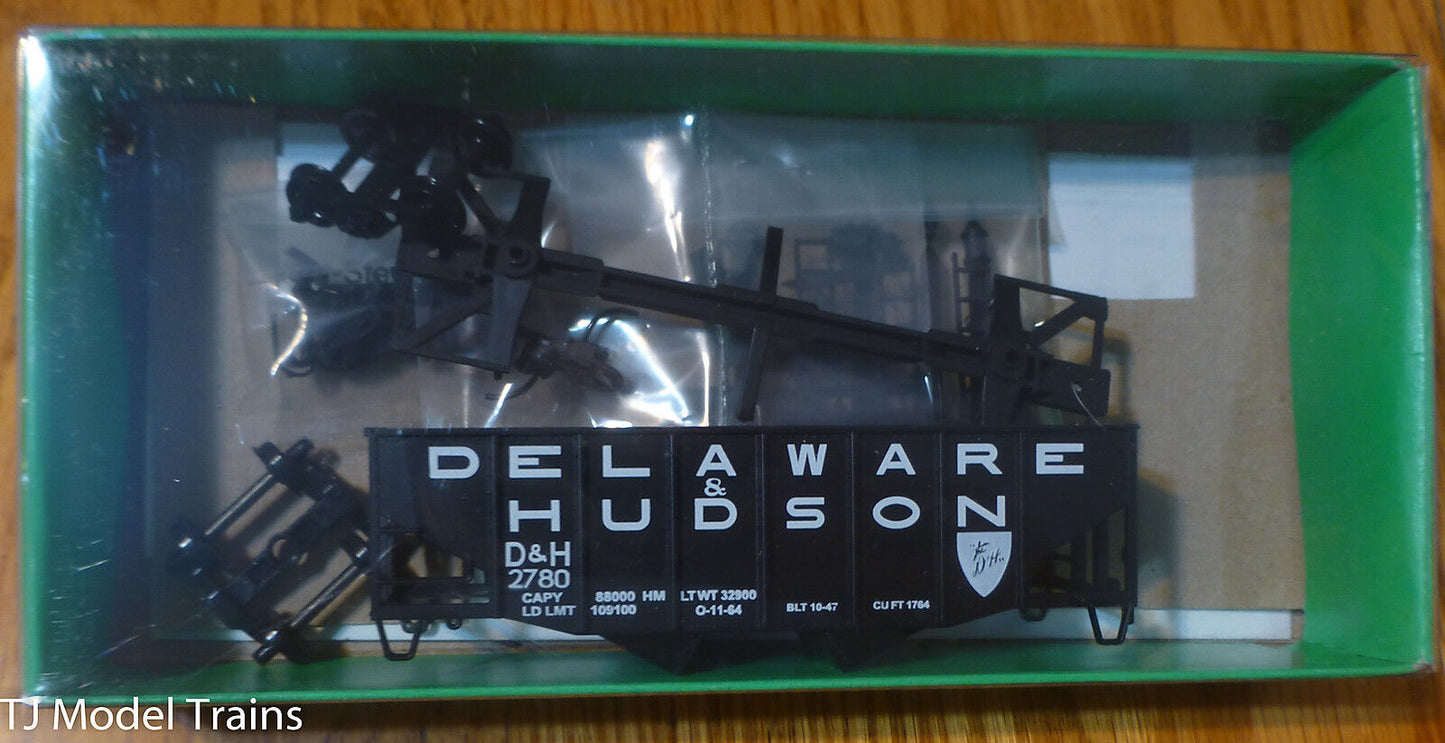 DELAWARE
&
HUDSON
D&H
2780
CAPY 88000 HM LT WT 32900
LD LMT 109100 O-11-64 BLT 10-47 CU FT 1764
The
D&H
TJ Model Trains